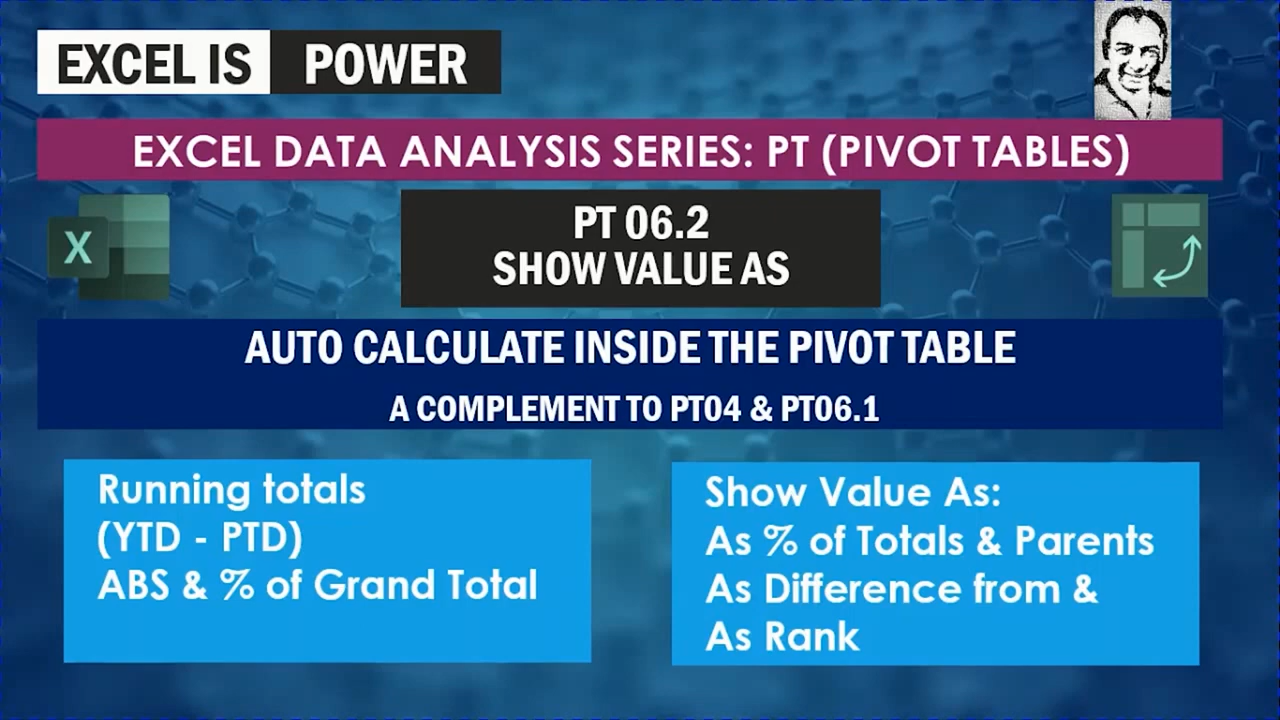 EXCEL IS POWER
EXCEL DATA ANALYSIS SERIES: PT (PIVOT TABLES)
X
PT 06.2
SHOW VALUE AS
AUTO CALCULATE INSIDE THE PIVOT TABLE
A COMPLEMENT TO PT04 & PT06.1
Running totals
(YTD - PTD)
ABS & % of Grand Total
Show Value As:
As % of Totals & Parents
As Difference from &
As Rank